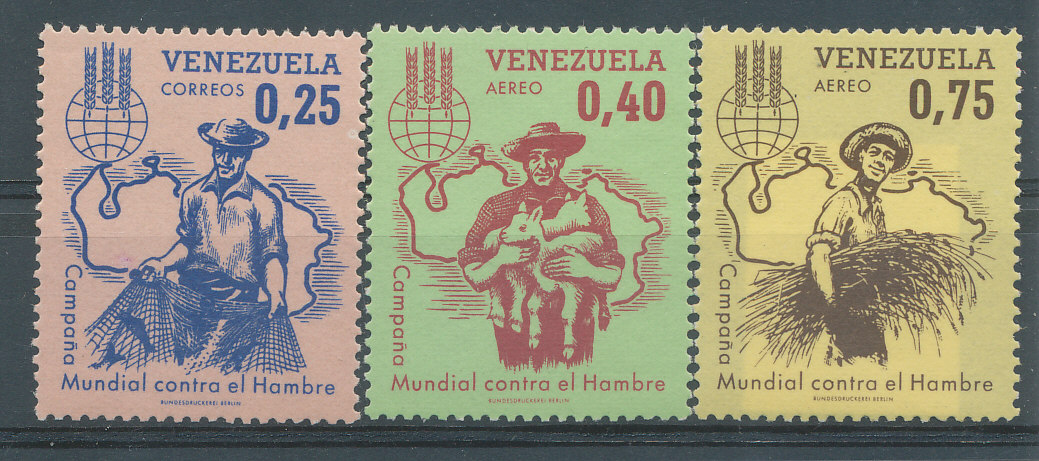 VENEZUELA
CORREOS 0,25
Campaña
Mundial contra el Hambre
BUNDESDRUCKEREI BERLIN
VENEZUELA
AEREO 0,40
Campaña
Mundial contra el Hambre
BUNDESDRUCKEREI BERLIN
VENEZUELA
AEREO 0,75
Campaña
Mundial contra el Hambre
BUNDESDRUCKEREI BERLIN